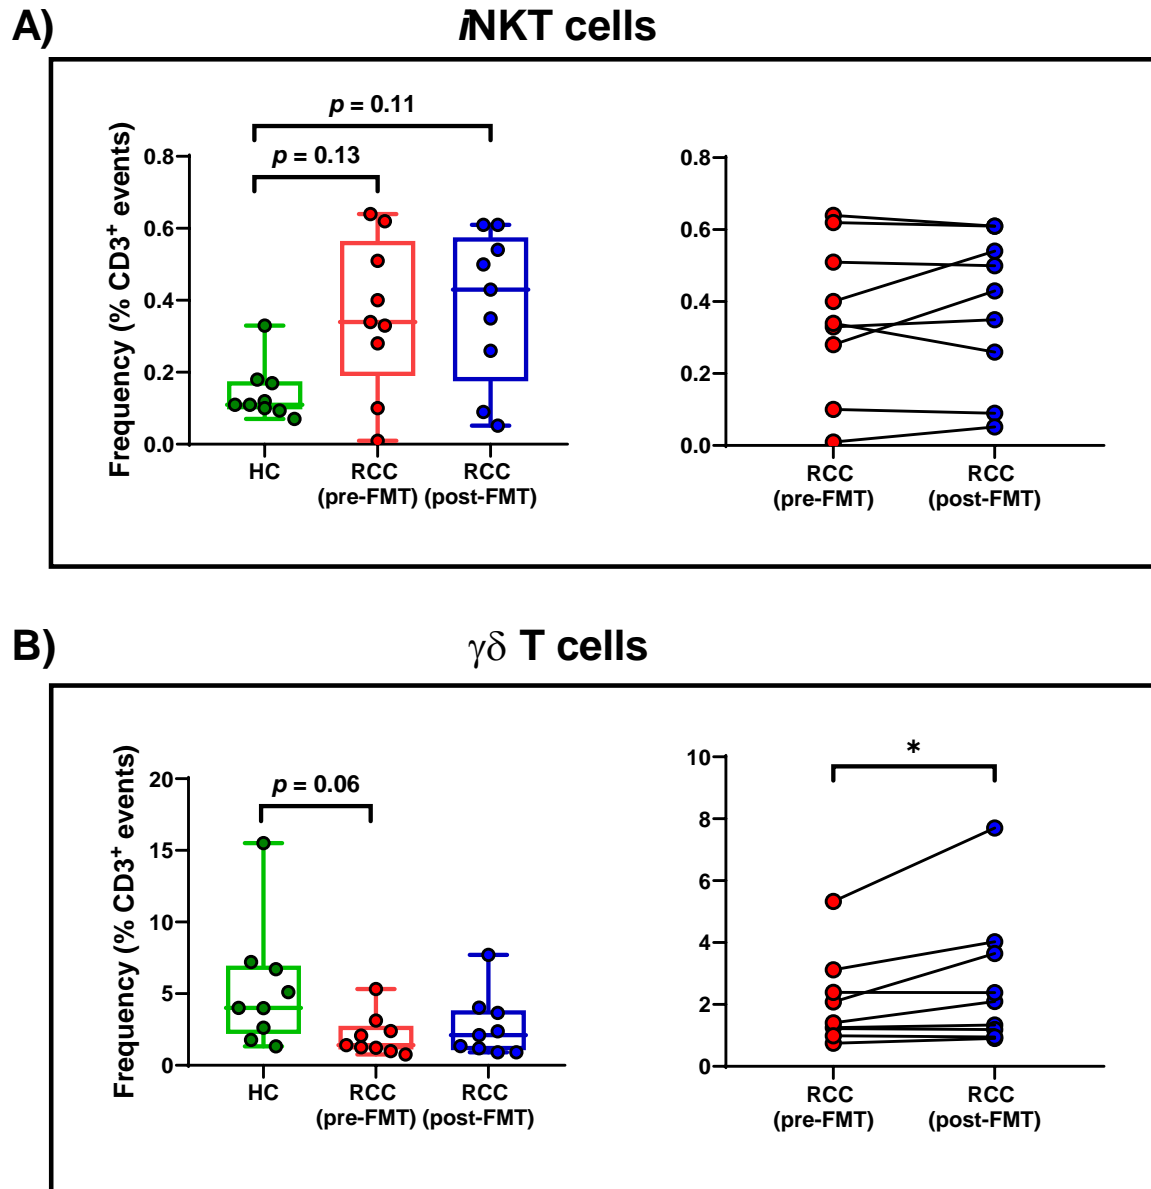 A)
iNKT cells
p = 0.11
p = 0.13
Frequency (% CD3⁺ events)
0.8
0.6
0.4
0.2
0.0
HC
RCC
(pre-FMT)
RCC
(post-FMT)
0.8
0.6
0.4
0.2
0.0
RCC
(pre-FMT)
RCC
(post-FMT)
B)
γδ T cells
p = 0.06
Frequency (% CD3⁺ events)
20
15
10
5
0
HC
RCC
(pre-FMT)
RCC
(post-FMT)
*
10
8
6
4
2
0
RCC
(pre-FMT)
RCC
(post-FMT)